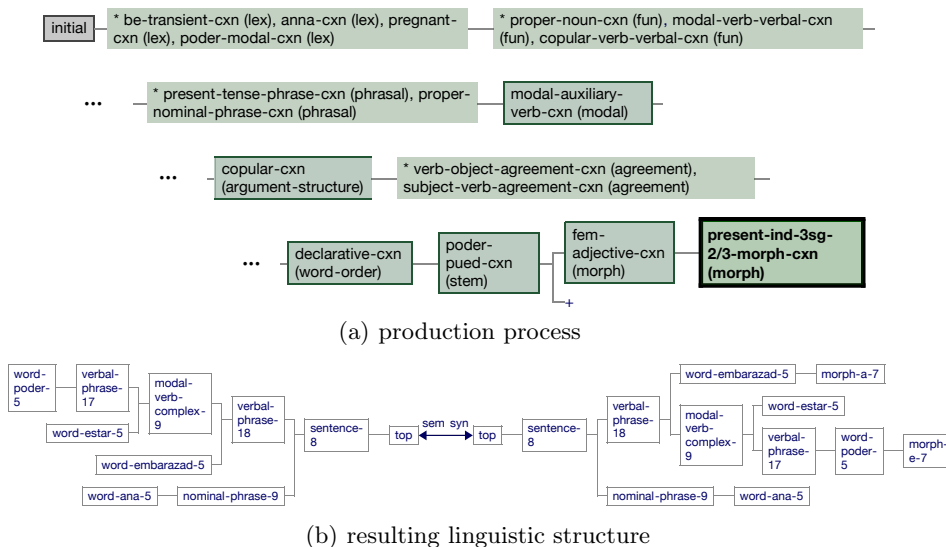 initial
* be-transient-cxn (lex), anna-cxn (lex), pregnant-
cxn (lex), poder-modal-cxn (lex)
* proper-noun-cxn (fun), modal-verb-verbal-cxn
(fun), copular-verb-verbal-cxn (fun)
...
* present-tense-phrase-cxn (phrasal), proper-
nominal-phrase-cxn (phrasal)
modal-auxiliary-
verb-cxn (modal)
...
copular-cxn
(argument-structure)
* verb-object-agreement-cxn (agreement),
subject-verb-agreement-cxn (agreement)
...
declarative-cxn
(word-order)
poder-
pued-cxn
(stem)
fem-
adjective-cxn
(morph)
+
present-ind-3sg-
2/3-morph-cxn
(morph)
(a) production process
word-
poder-
5
verbal-
phrase-
17
word-estar-5
modal-
verb-
complex-
9
word-embarazad-5
verbal-
phrase-
18
word-ana-5
nominal-phrase-9
sentence-
8
top
sem syn
top
sentence-
8
verbal-
phrase-
18
word-embarazad-5
morph-a-7
modal-
verb-
complex-
9
word-estar-5
verbal-
phrase-
17
word-
poder-
5
morph-
e-7
nominal-phrase-9
word-ana-5
(b) resulting linguistic structure